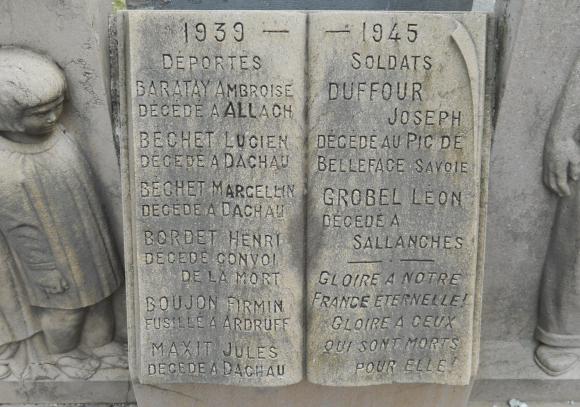 1939 —
DÉPORTÉS
BARATAY AMBROISE
DÉCÉDÉ A ALLACH
BECHET LUCIEN
DÉCÉDÉ A DACHAU
BECHET MARCELLIN
DÉCÉDÉ A DACHAU
BORDET HENRI
DÉCÉDÉ CONVOI
DE LA MORT
BOUJON FIRMIN
FUSILLÉ A ARDRUFF
MAXIT JULES
DÉCÉDÉ A DACHAU
— 1945
SOLDATS
DUFFOUR
JOSEPH
DÉCÉDÉ AU PIC DE
BELLEFACE SAVOIE
GROBEL LÉON
DÉCÉDÉ A
SALLANCHES
GLOIRE A NOTRE
FRANCE ETERNELLE!
GLOIRE A CEUX
QUI SONT MORTS
POUR ELLE!